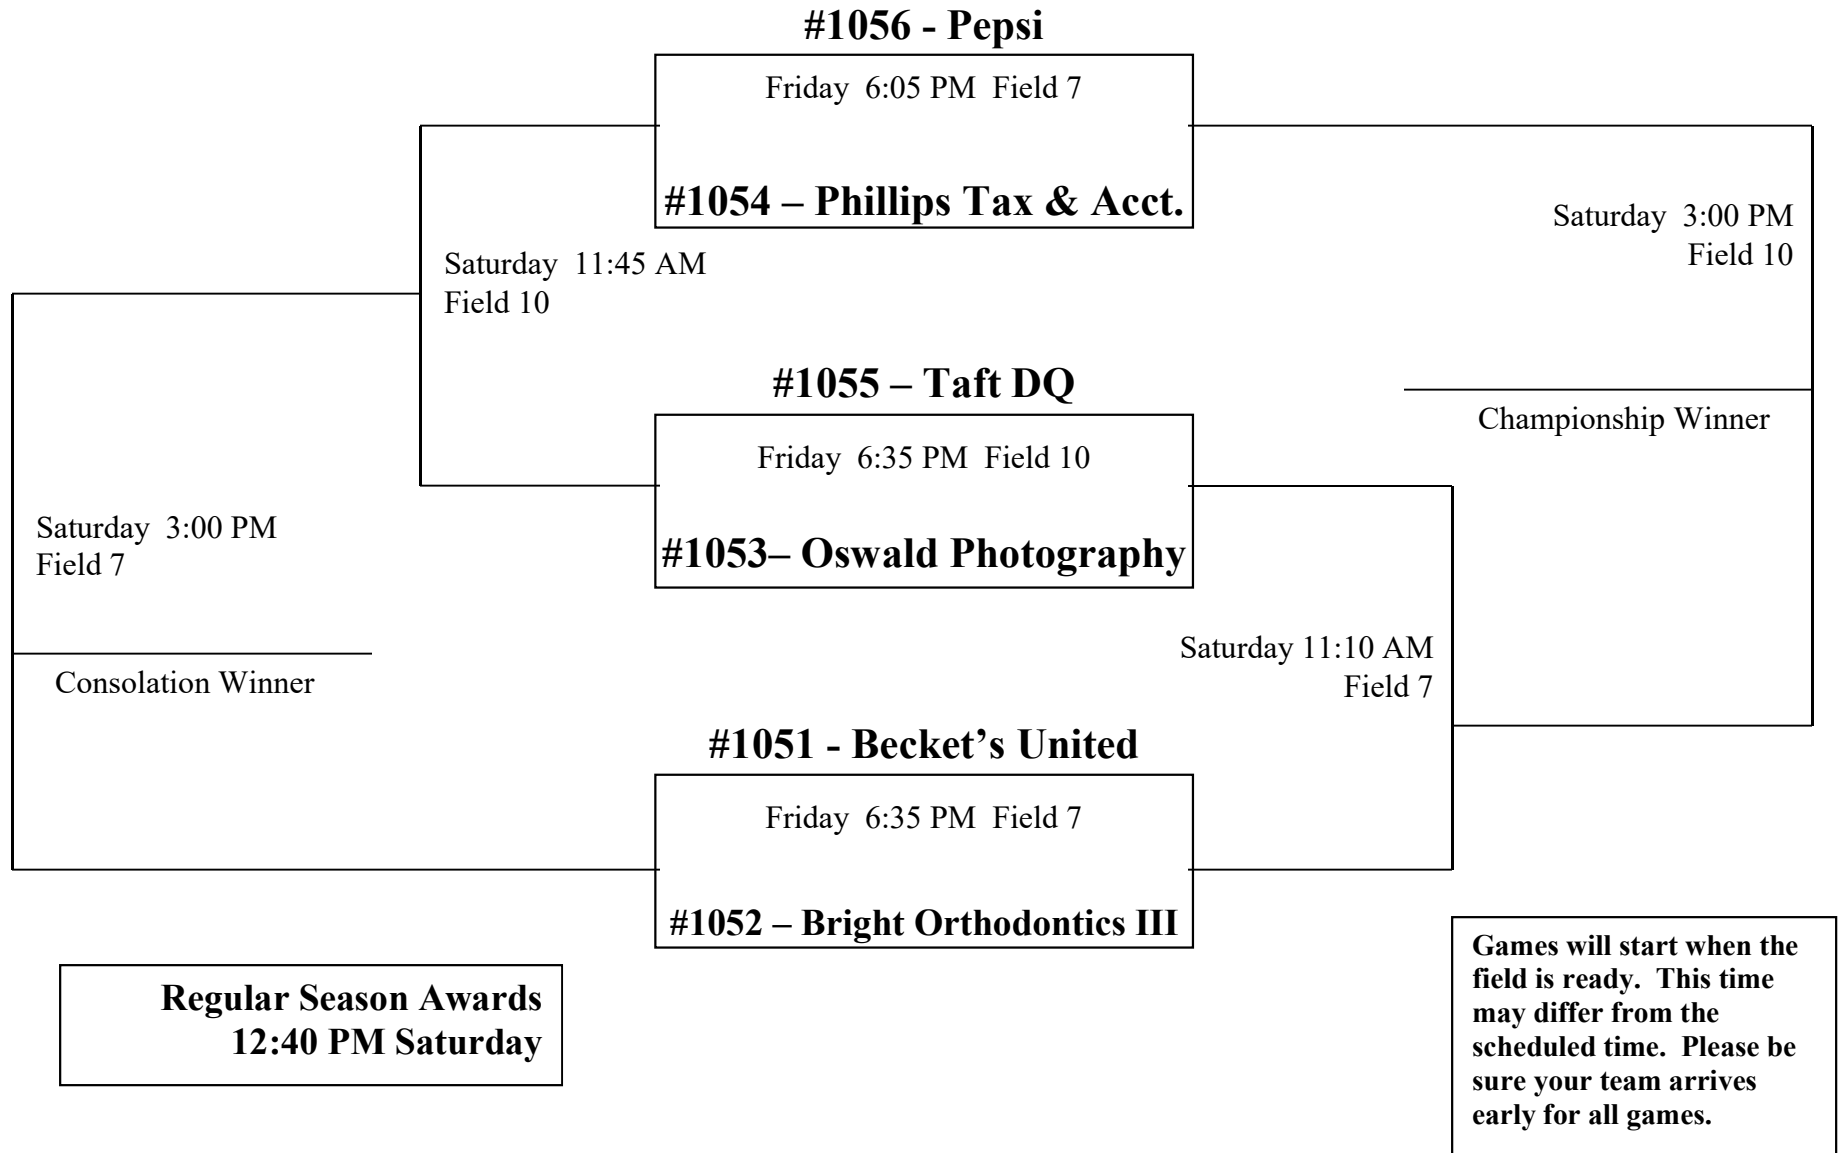 #1056 - Pepsi
Friday  6:05 PM  Field 7
#1054 – Phillips Tax & Acct.
Saturday  3:00 PM
Field 10
Saturday  11:45 AM
Field 10
#1055 – Taft DQ
Championship Winner
Friday  6:35 PM  Field 10
Saturday  3:00 PM
Field 7
#1053– Oswald Photography
Saturday 11:10 AM
Field 7
Consolation Winner
#1051 - Becket’s United
Friday  6:35 PM  Field 7
#1052 – Bright Orthodontics III
Regular Season Awards
12:40 PM Saturday
Games will start when the
field is ready.  This time
may differ from the
scheduled time.  Please be
sure your team arrives
early for all games.